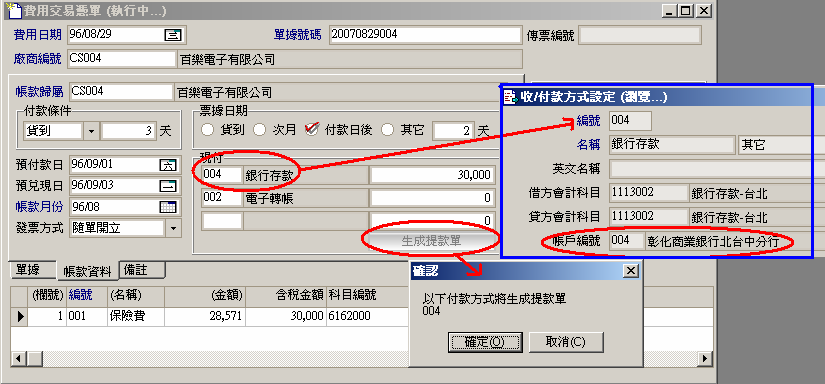 費用交易憑單 (執行中...)
費用日期 96/08/29 單據號碼 20070829004 傳票編號
廠商編號 CS004 百樂電子有限公司
帳款歸屬 CS004 百樂電子有限公司
付款條件
貨到 3 天
票據日期
貨到 次月 付款日後 其它 2 天
預付款日 96/09/01
預兌現日 96/09/03
帳款月份 96/08
發票方式 隨單開立
現付
004 銀行存款 30,000
002 電子轉帳 0
0
生成提款單
單據 帳款資料 備註
(欄號) 編號 (名稱) (金額) 含稅金額 科目編號
1 001 保險費 28,571 30,000 6162000
收/付款方式設定 (瀏覽...)
編號 004
名稱 銀行存款 其它
英文名稱
借方會計科目 1113002 銀行存款-台北
貸方會計科目 1113002 銀行存款-台北
帳戶編號 004 彰化商業銀行北台中分行
確認
以下付款方式將生成提款單
004
確定(O) 取消(C)